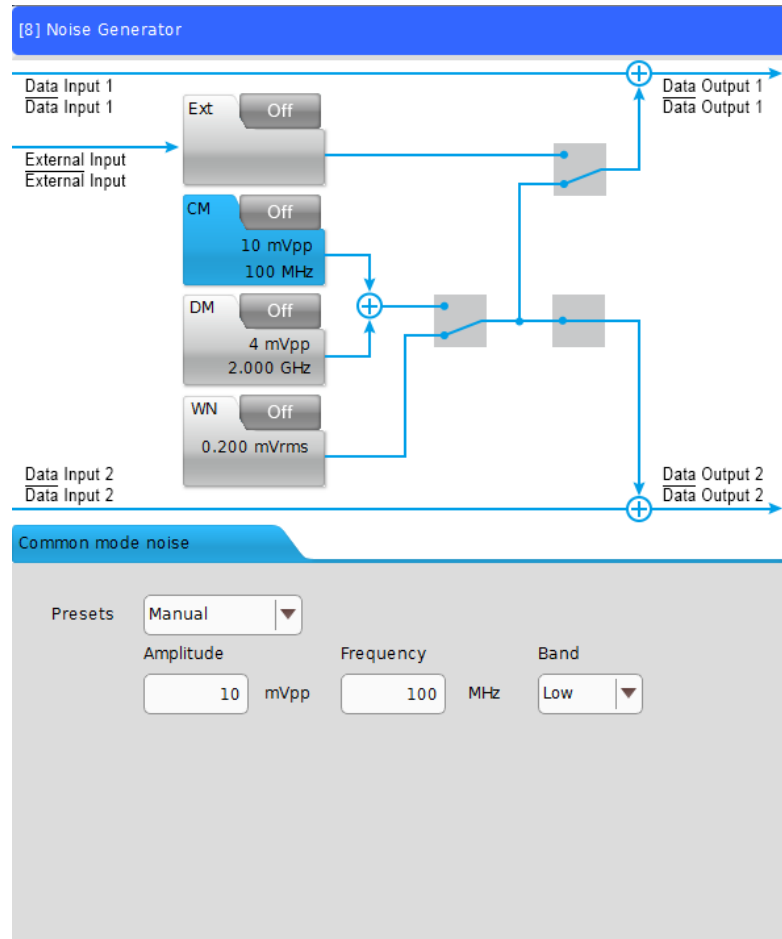 [8] Noise Generator
Data Input 1
Data Input 1
Data Output 1
Data Output 1
Ext
Off
External Input
External Input
CM
Off
10 mVpp
100 MHz
DM
Off
4 mVpp
2.000 GHz
WN
Off
0.200 mVrms
Data Input 2
Data Input 2
Data Output 2
Data Output 2
Common mode noise
Presets
Manual
Amplitude
Frequency
Band
10 mVpp
100 MHz
Low